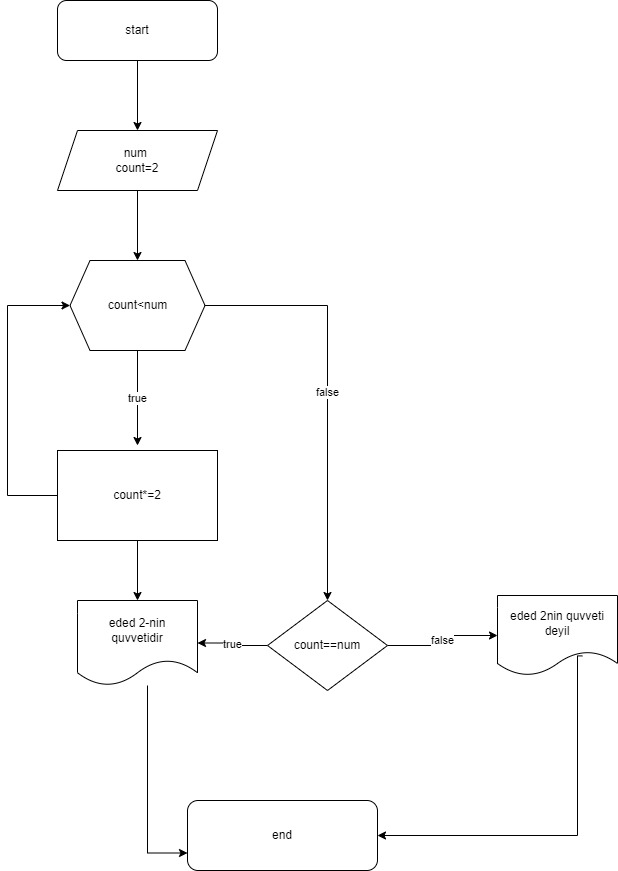 start
num
count=2
count<num
true
false
count*=2
eded 2-nin
quvvetidir
true
count==num
false
eded 2nin quvveti
deyil
end